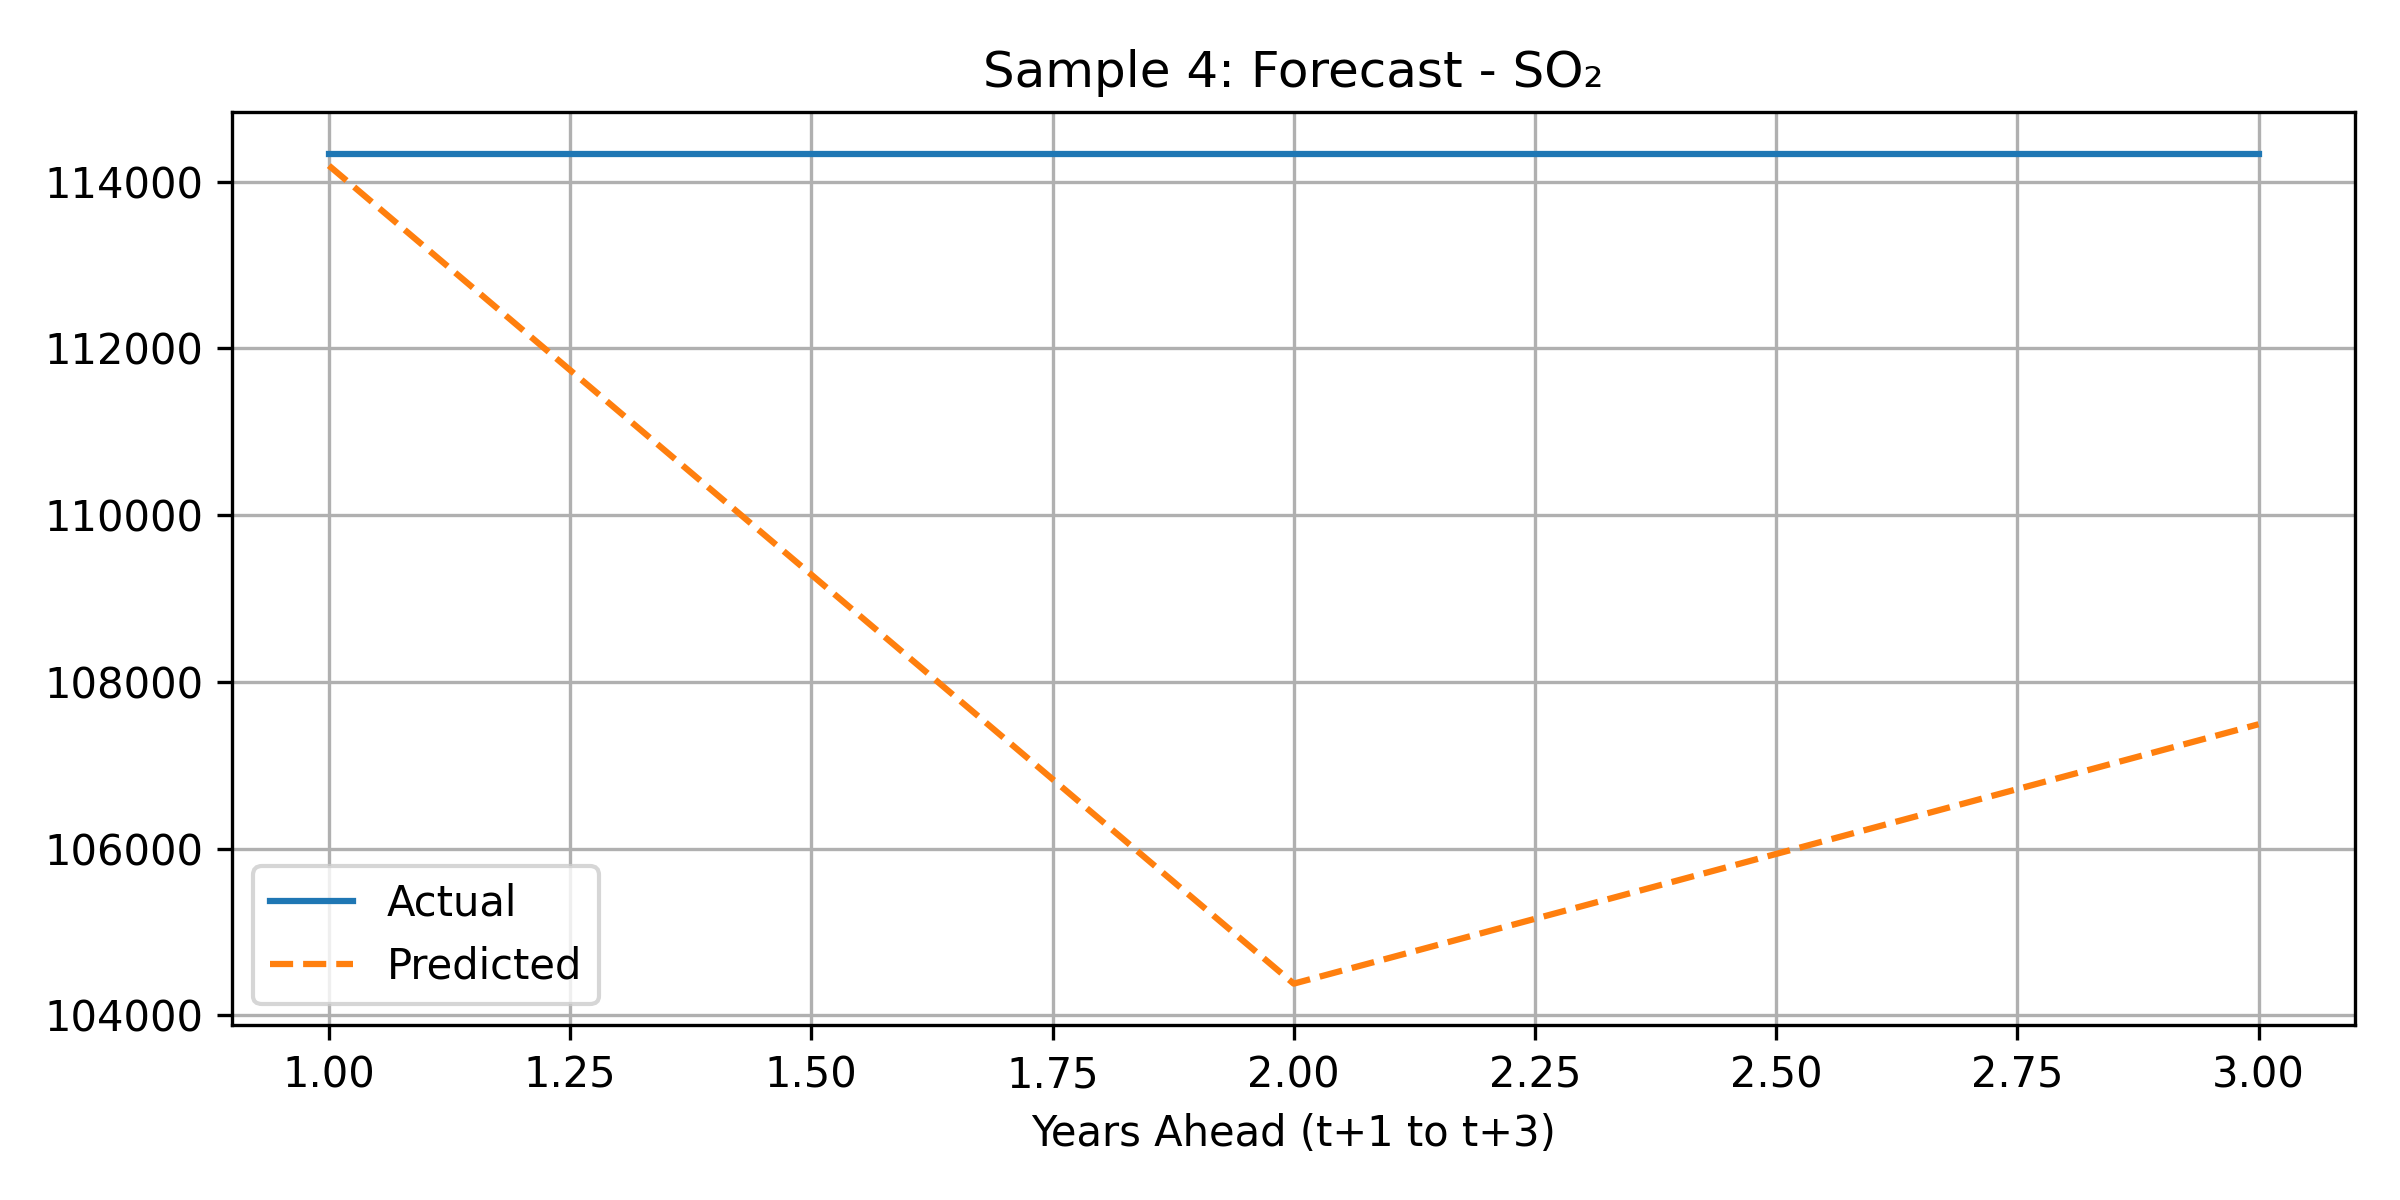 Sample 4: Forecast - SO₂
114000
112000
110000
108000
106000
104000
Actual
Predicted
1.00 1.25 1.50 1.75 2.00 2.25 2.50 2.75 3.00
Years Ahead (t+1 to t+3)